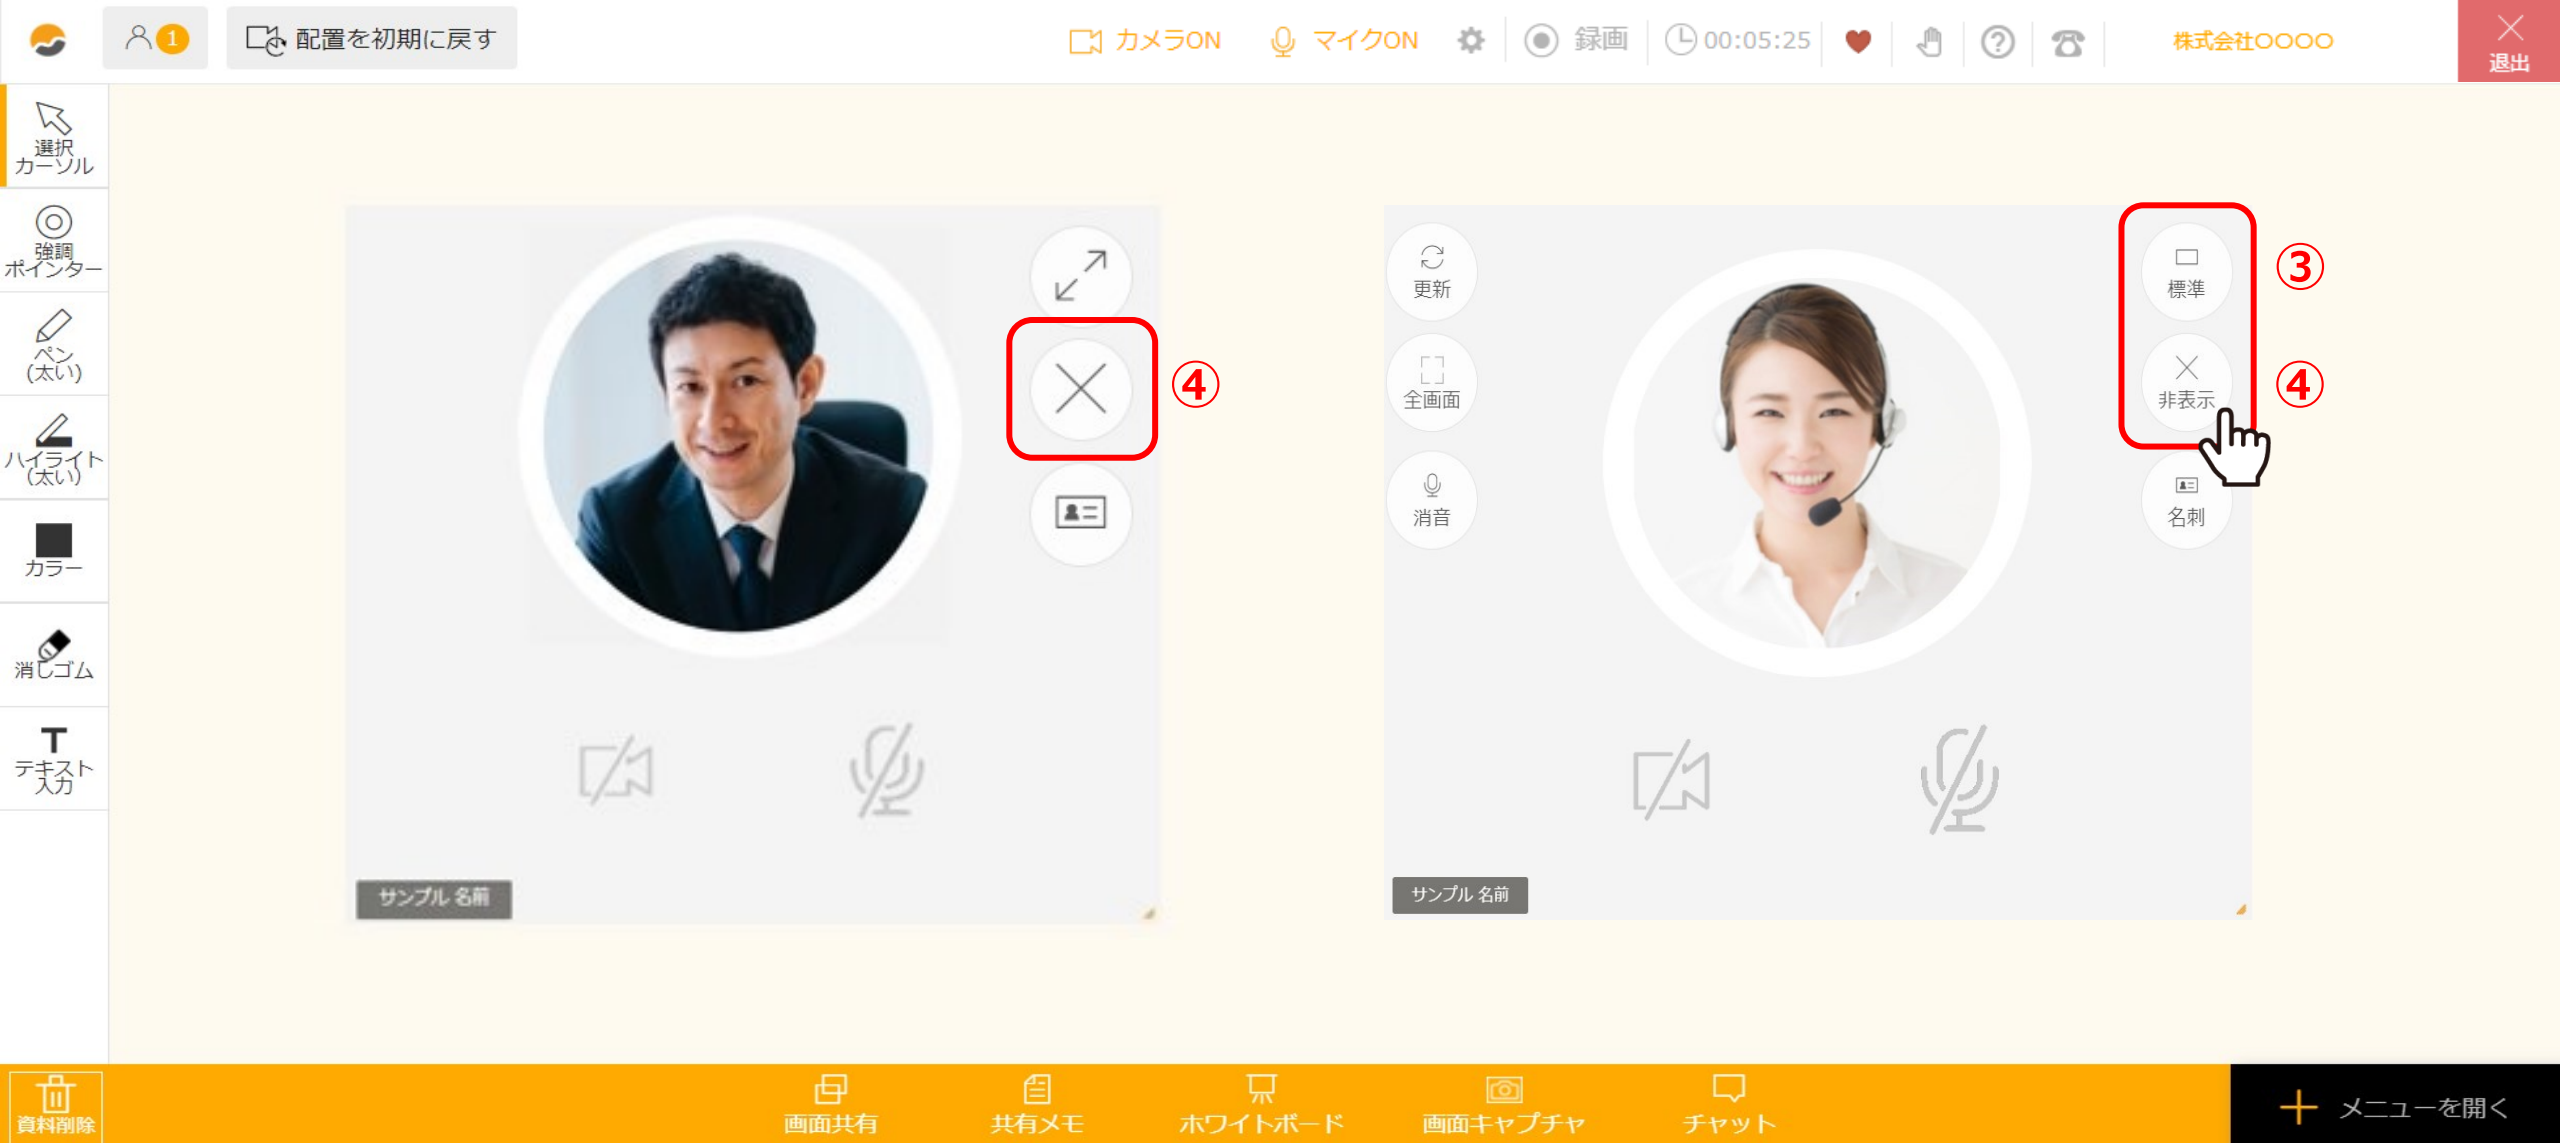 1
配置を初期に戻す
カメラON
マイクON
録画
00:05:25
株式会社〇〇〇〇
退出
選択
カーソル
強調
ポインター
ペン
(太い)
ハイライト
(太い)
カラー
消しゴム
T
テキスト
入力
④
サンプル 名前
更新
全画面
消音
標準
非表示
名刺
③
④
サンプル 名前
資料削除
画面共有
共有メモ
ホワイトボード
画面キャプチャ
チャット
メニューを開く